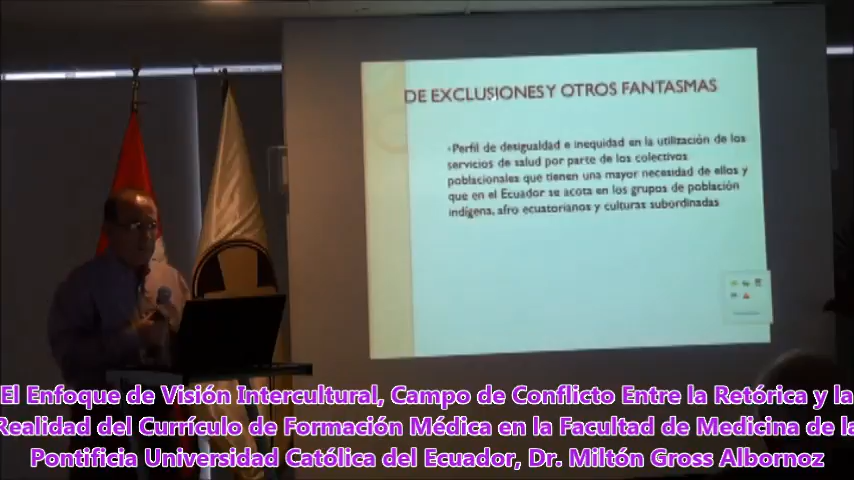 DE EXCLUSIONES Y OTROS FANTASMAS
Perfil de desigualdad e inequidad en la utilización de los
servicios de salud por parte de los colectivos
poblacionales que tienen una mayor necesidad de ellos y
que en el Ecuador se acota en los grupos de población
indígena, afro ecuatorianos y culturas subordinadas
El Enfoque de Visión Intercultural, Campo de Conflicto Entre la Retórica y la
Realidad del Currículo de Formación Médica en la Facultad de Medicina de la
Pontificia Universidad Católica del Ecuador, Dr. Miltón Gross Albornoz